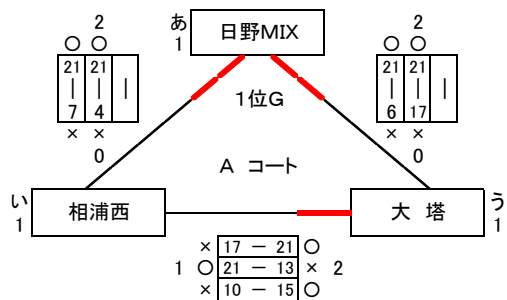 あ 日野MIX
1
2 2
○ ○ ○ ○
21 21 21 21
| | | | | |
7 4 6 17
× × × ×
0 0
1位G
A コート
い 相浦西 大 塔 う
1 1
× 17 － 21 ○
1 ○ 21 － 13 × 2
× 10 － 15 ○